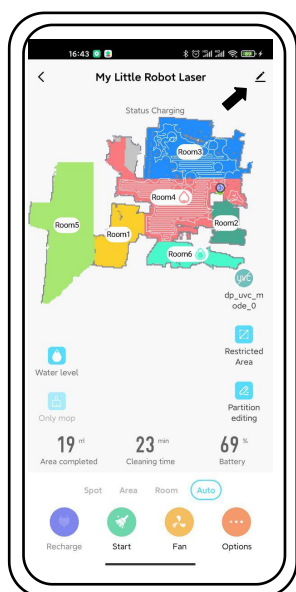 16:43
My Little Robot Laser
Status Charging
Room3
Room4
Room5
Room2
Room1
Room6
uvc
dp_uvc_m
ode_0
Restricted
Area
Water level
Only map
Partition
editing
19 m²
23 min
69 %
Area completed
Cleaning time
Battery
Spot
Area
Room
Auto
Recharge
Start
Fan
Options